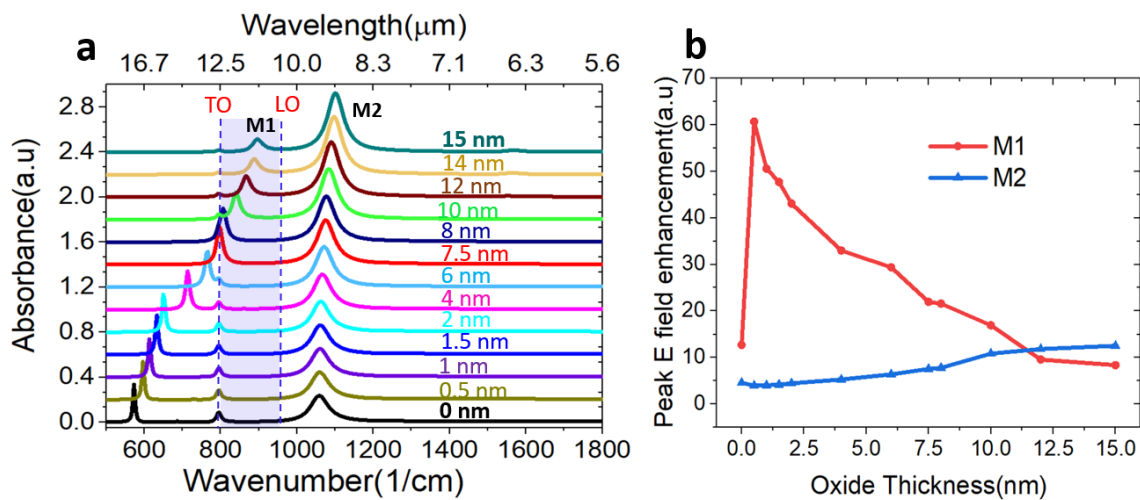 a
Wavelength(μm)
16.7 12.5 10.0 8.3 7.1 6.3 5.6
Absorbance(a.u)
2.8
2.4
2.0
1.6
1.2
0.8
0.4
0.0
TO
LO
M1
M2
15 nm
14 nm
12 nm
10 nm
8 nm
7.5 nm
6 nm
4 nm
2 nm
1.5 nm
1 nm
0.5 nm
0 nm
600 800 1000 1200 1400 1600 1800
Wavenumber(1/cm)
b
Peak E field enhancement(a.u)
70
60
50
40
30
20
10
0
M1
M2
0.0 2.5 5.0 7.5 10.0 12.5 15.0
Oxide Thickness(nm)